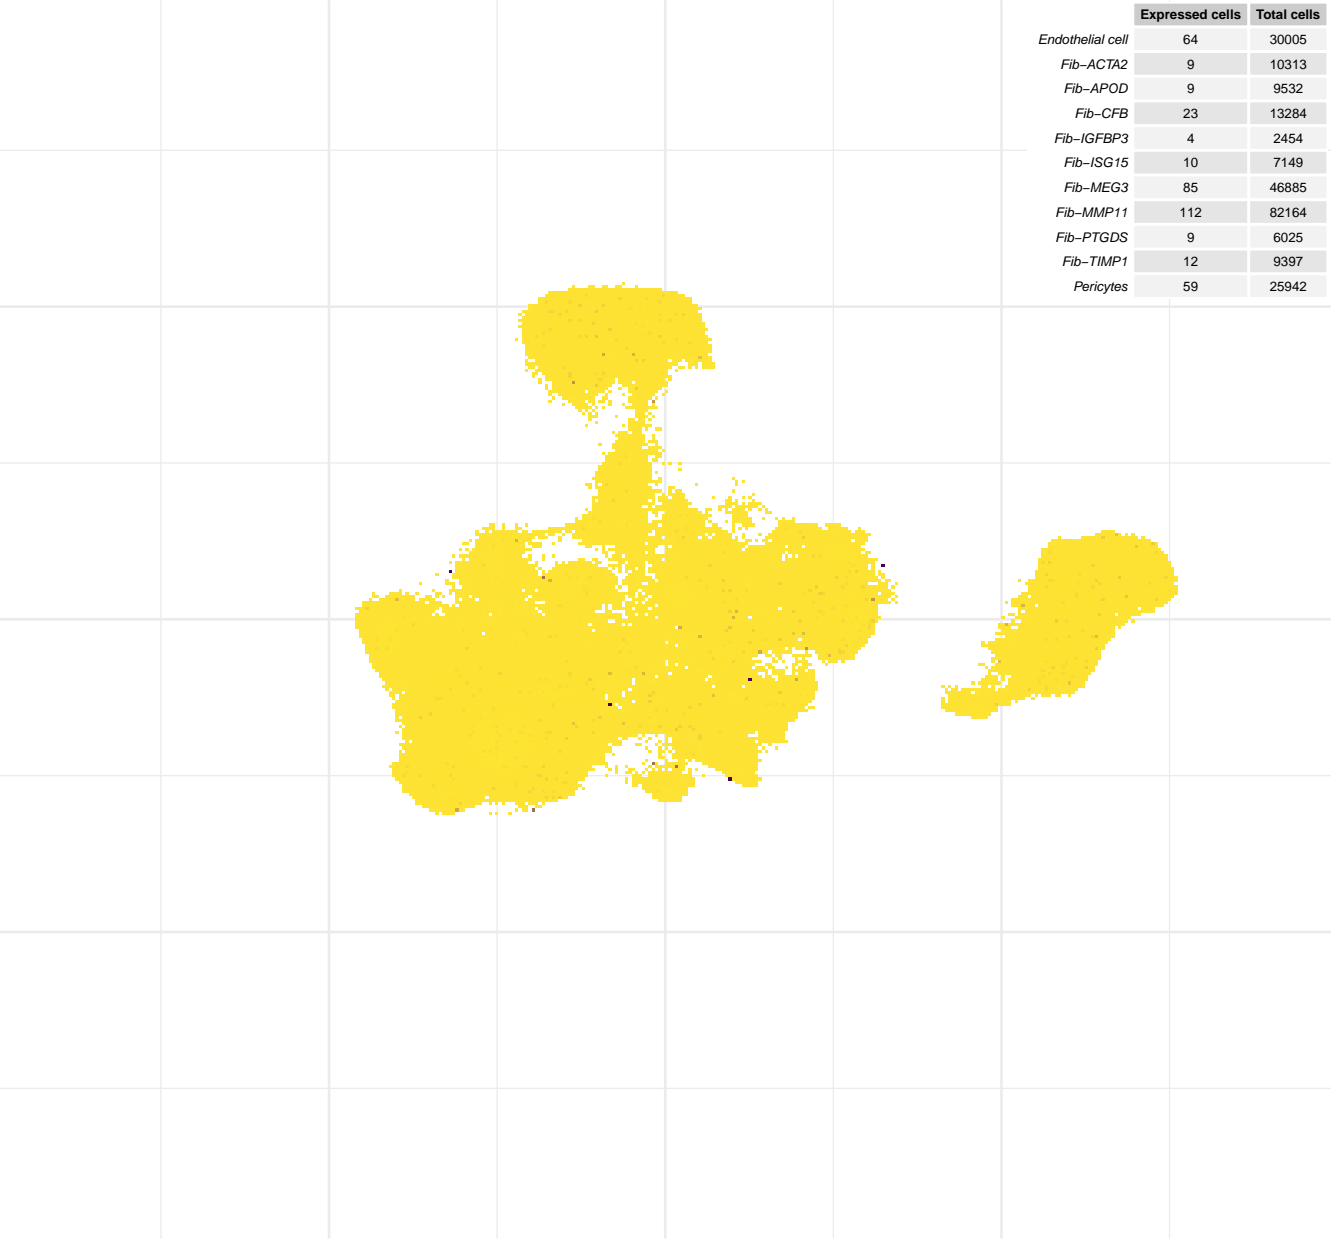 Expressed cells Total cells
Endothelial cell 64 30005
Fib−ACTA2 9 10313
Fib−APOD 9 9532
Fib−CFB 23 13284
Fib−IGFBP3 4 2454
Fib−ISG15 10 7149
Fib−MEG3 85 46885
Fib−MMP11 112 82164
Fib−PTGDS 9 6025
Fib−TIMP1 12 9397
Pericytes 59 25942